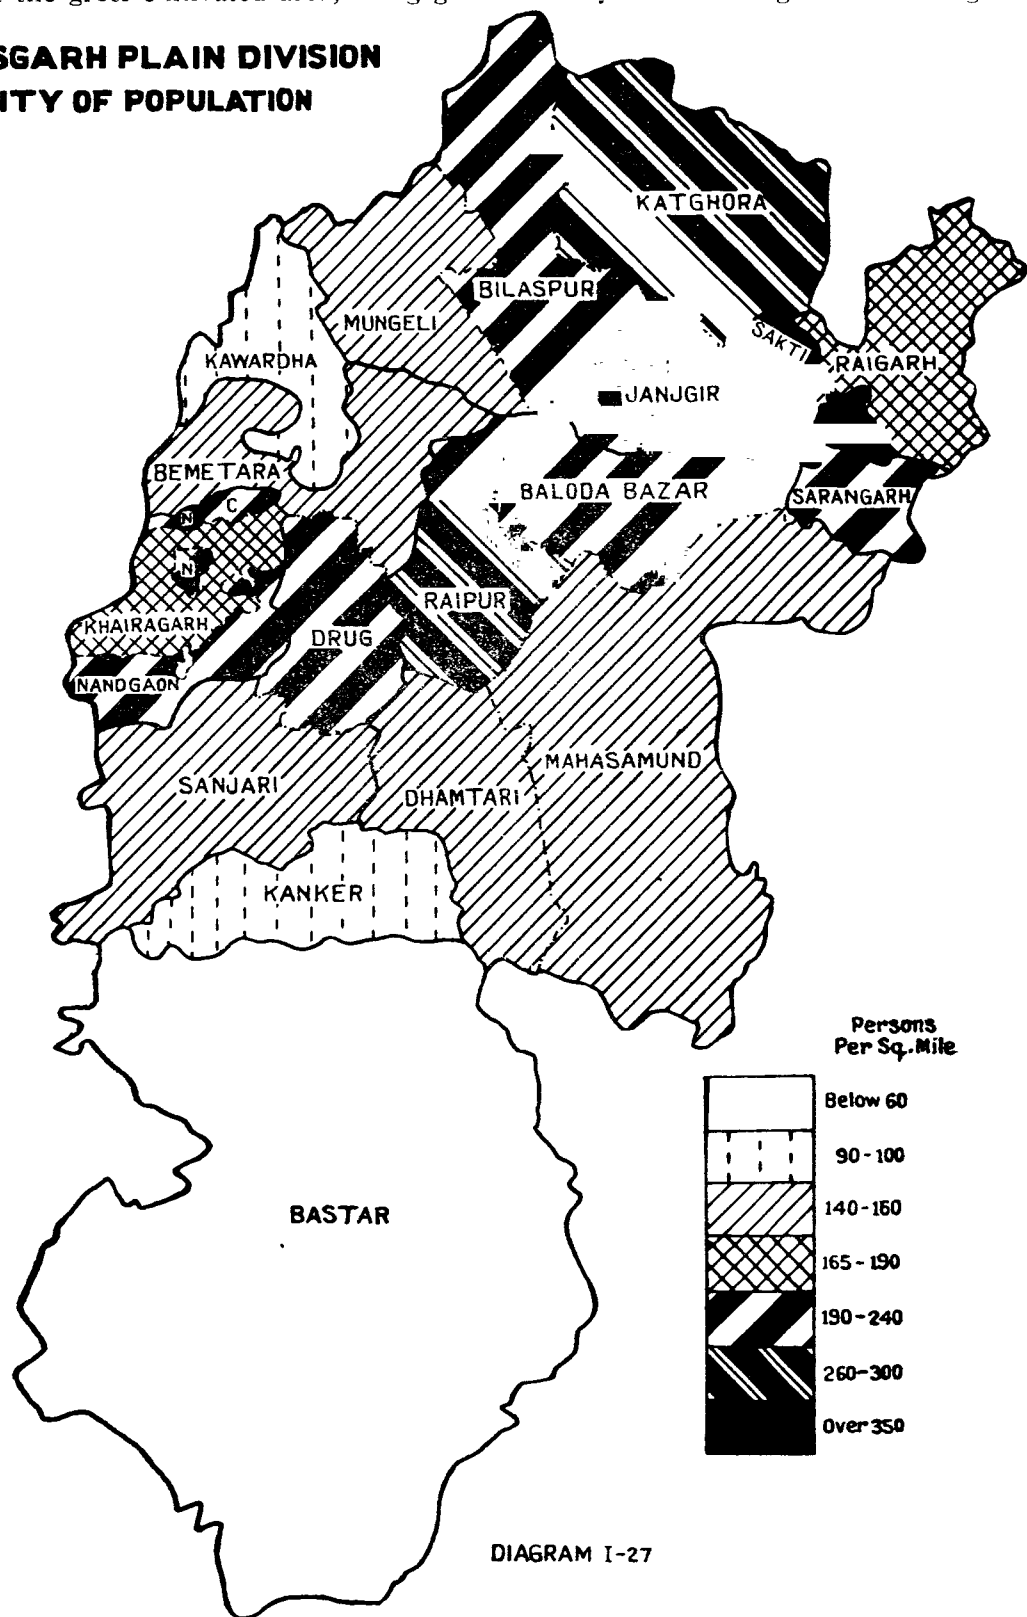 SGARH PLAIN DIVISION
ITY OF POPULATION
KATGHORA
BILASPUR
MUNGELI
SAKTI
KAWARDHA
RAIGARH
JANJGIR
BEMETARA
BALODA BAZAR
SARANGARH
C
N
N
RAIPUR
KHAIRAGARH
DRUG
NANDGAON
MAHASAMUND
SANJARI
DHAMTARI
KANKER
Persons
Per Sq. Mile
Below 60
90-100
140-160
165-190
190-240
260-300
Over 350
BASTAR
DIAGRAM I-27